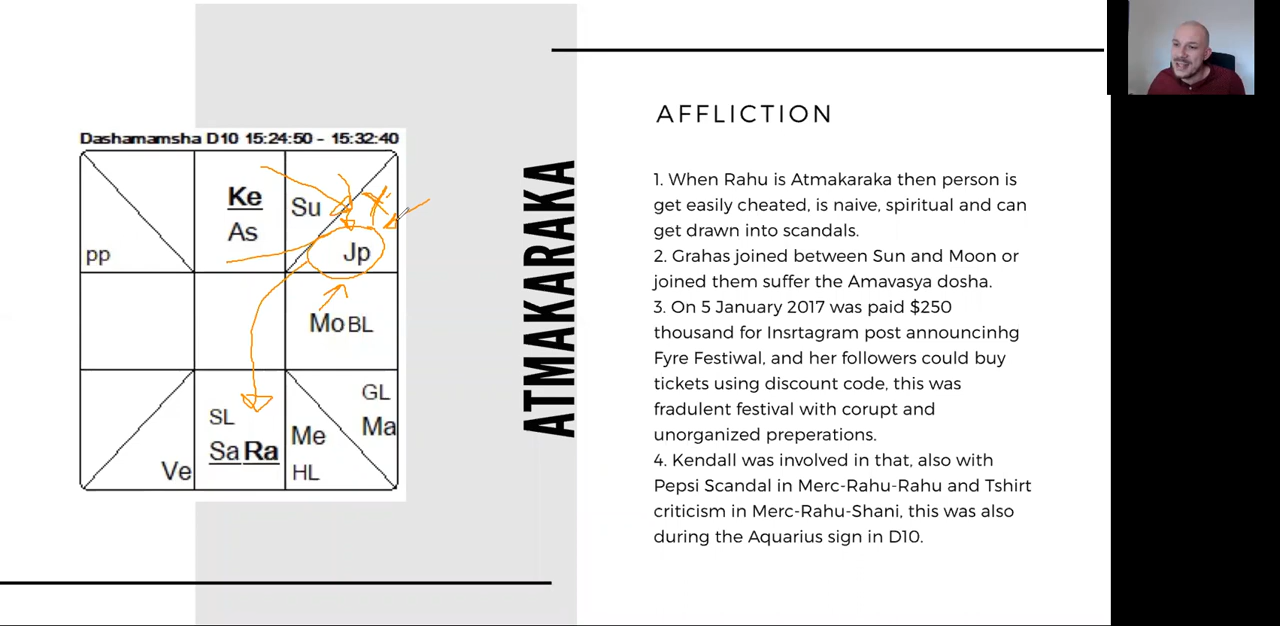 Dashamamsha D10 15:24:50 - 15:32:40
Ke
As
Su
Jp
pp
Mo BL
SL
Sa Ra
Ve
Me
HL
GL
Ma
ATMAKARAKA
AFFLICTION
1. When Rahu is Atmakaraka then person is
get easily cheated, is naive, spiritual and can
get drawn into scandals.
2. Grahas joined between Sun and Moon or
joined them suffer the Amavasya dosha.
3. On 5 January 2017 was paid $250
thousand for Insrtagram post announcinhg
Fyre Festiwal, and her followers could buy
tickets using discount code, this was
fradulent festival with corupt and
unorganized preperations.
4. Kendall was involved in that, also with
Pepsi Scandal in Merc-Rahu-Rahu and Tshirt
criticism in Merc-Rahu-Shani, this was also
during the Aquarius sign in D10.